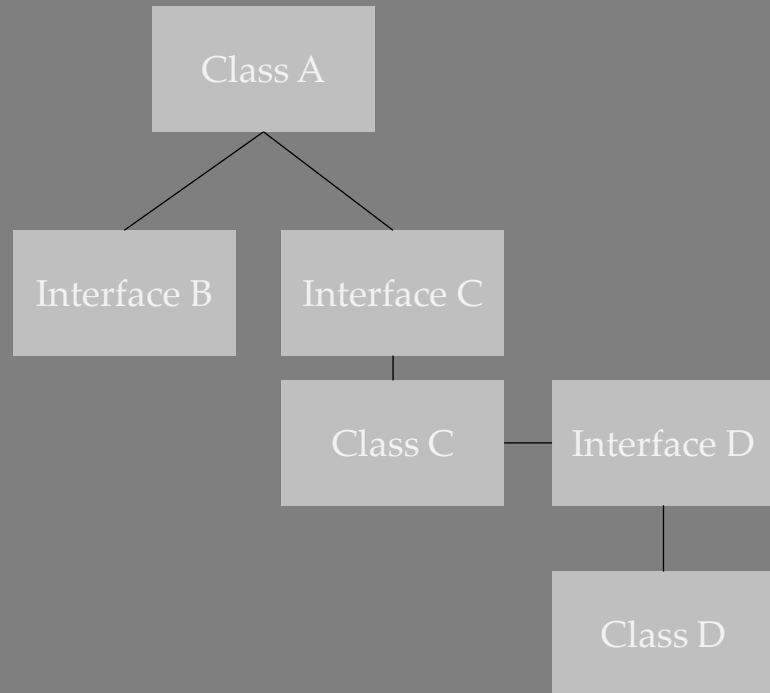 Class A
Interface B
Interface C
Class C
Interface D
Class D